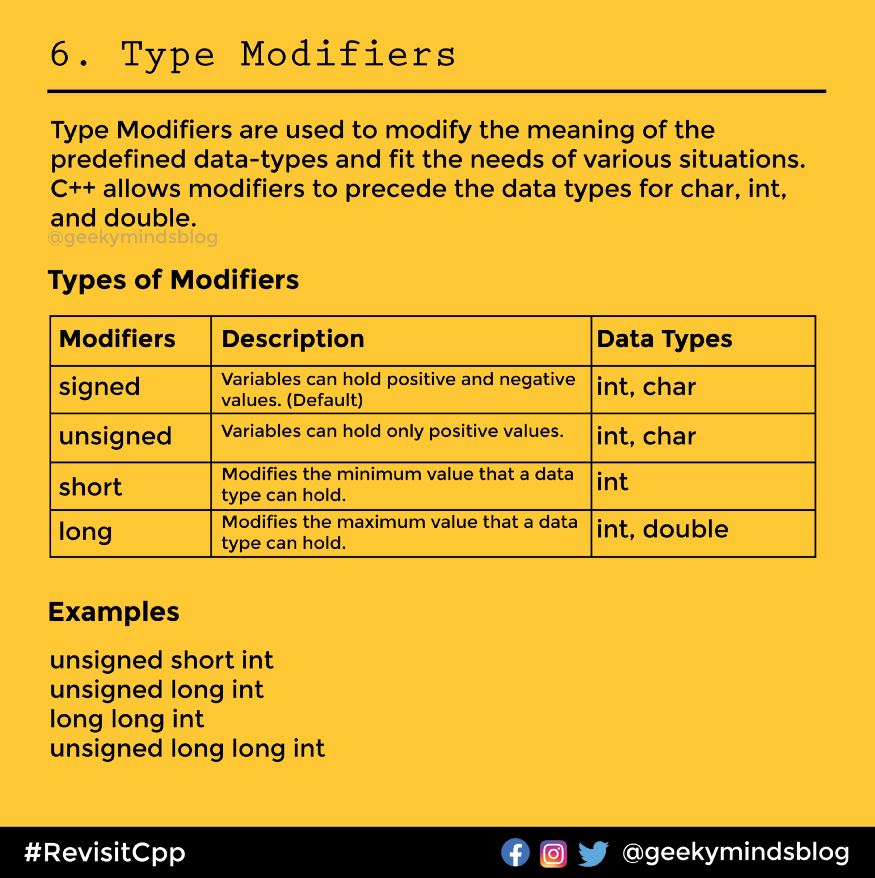 6. Type Modifiers
Type Modifiers are used to modify the meaning of the
predefined data-types and fit the needs of various situations.
C++ allows modifiers to precede the data types for char, int,
and double.
@geekymindsblog
Types of Modifiers
Modifiers Description Data Types
signed Variables can hold positive and negative int, char
values. (Default)
unsigned Variables can hold only positive values. int, char
short Modifies the minimum value that a data int
type can hold.
long Modifies the maximum value that a data int, double
type can hold.
Examples
unsigned short int
unsigned long int
long long int
unsigned long long int
#RevisitCpp @geekymindsblog